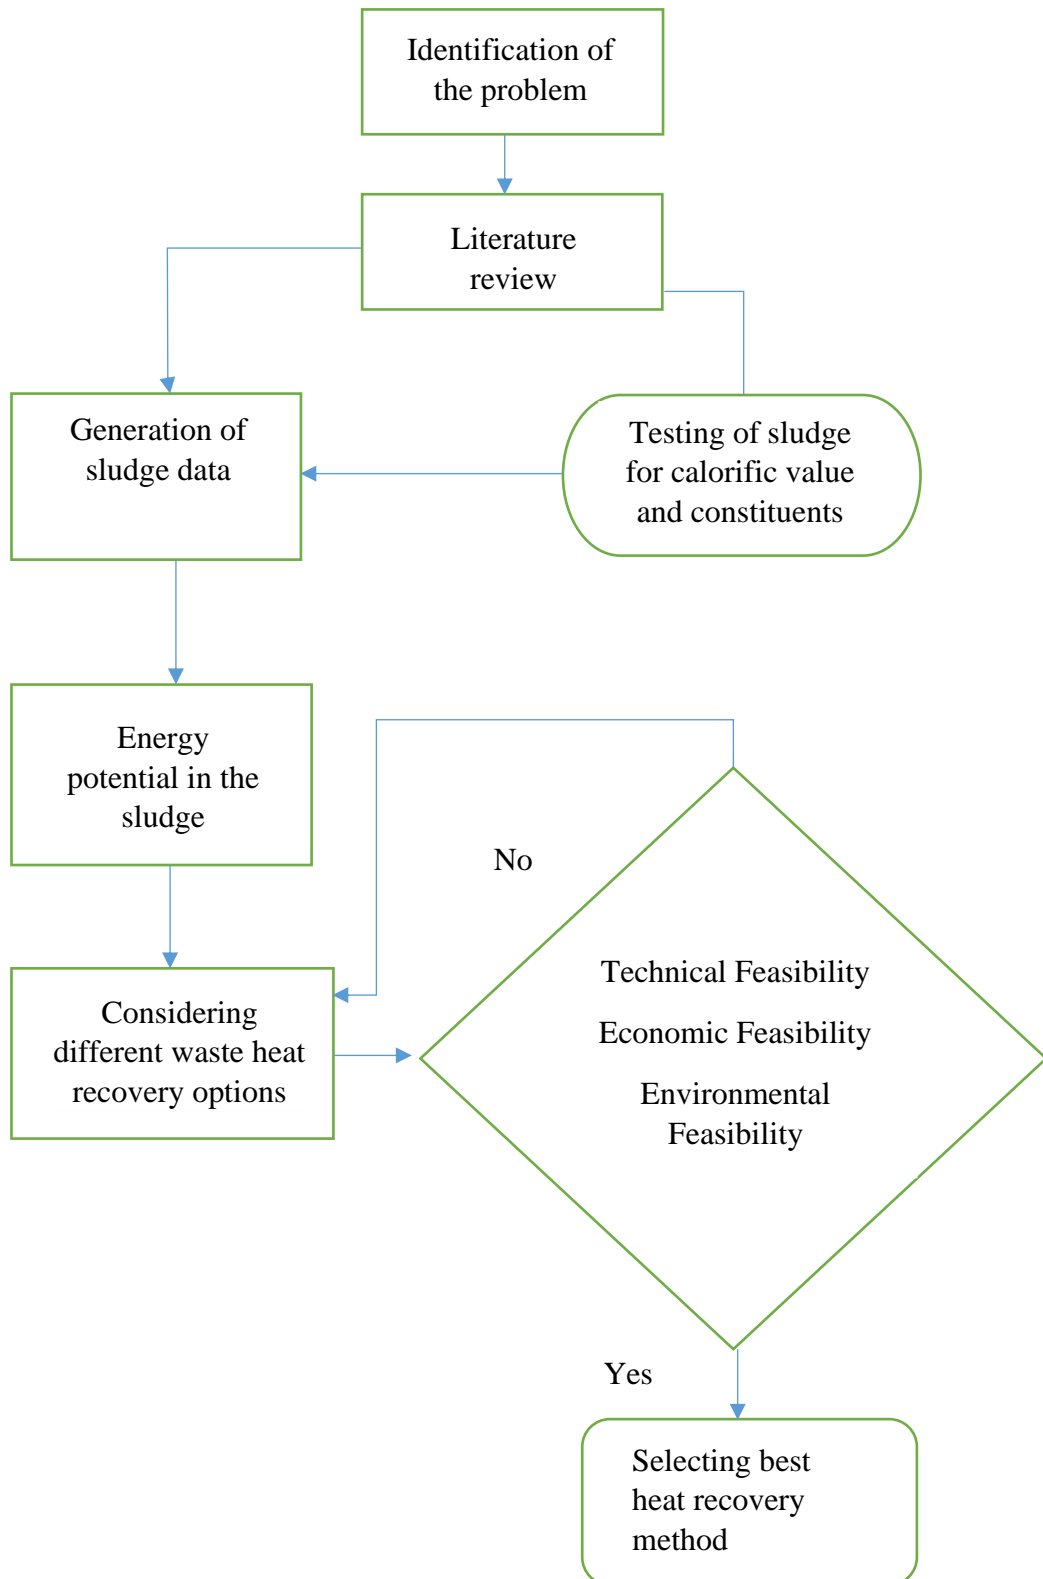 Identification of
the problem
Literature
review
Generation of
sludge data
Testing of sludge
for calorific value
and constituents
Energy
potential in the
sludge
No
Considering
different waste heat
recovery options
Technical Feasibility
Economic Feasibility
Environmental
Feasibility
Yes
Selecting best
heat recovery
method